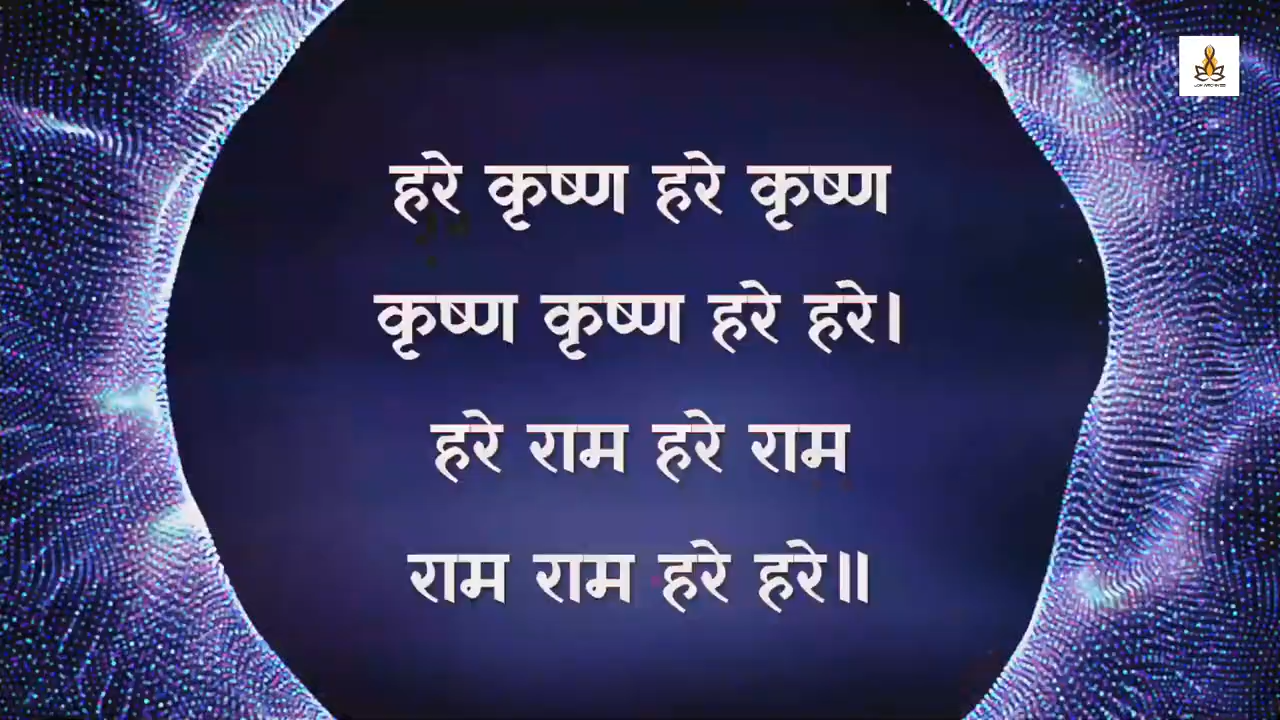 हरे कृष्ण हरे कृष्ण
कृष्ण कृष्ण हरे हरे।
हरे राम हरे राम
राम राम हरे हरे॥